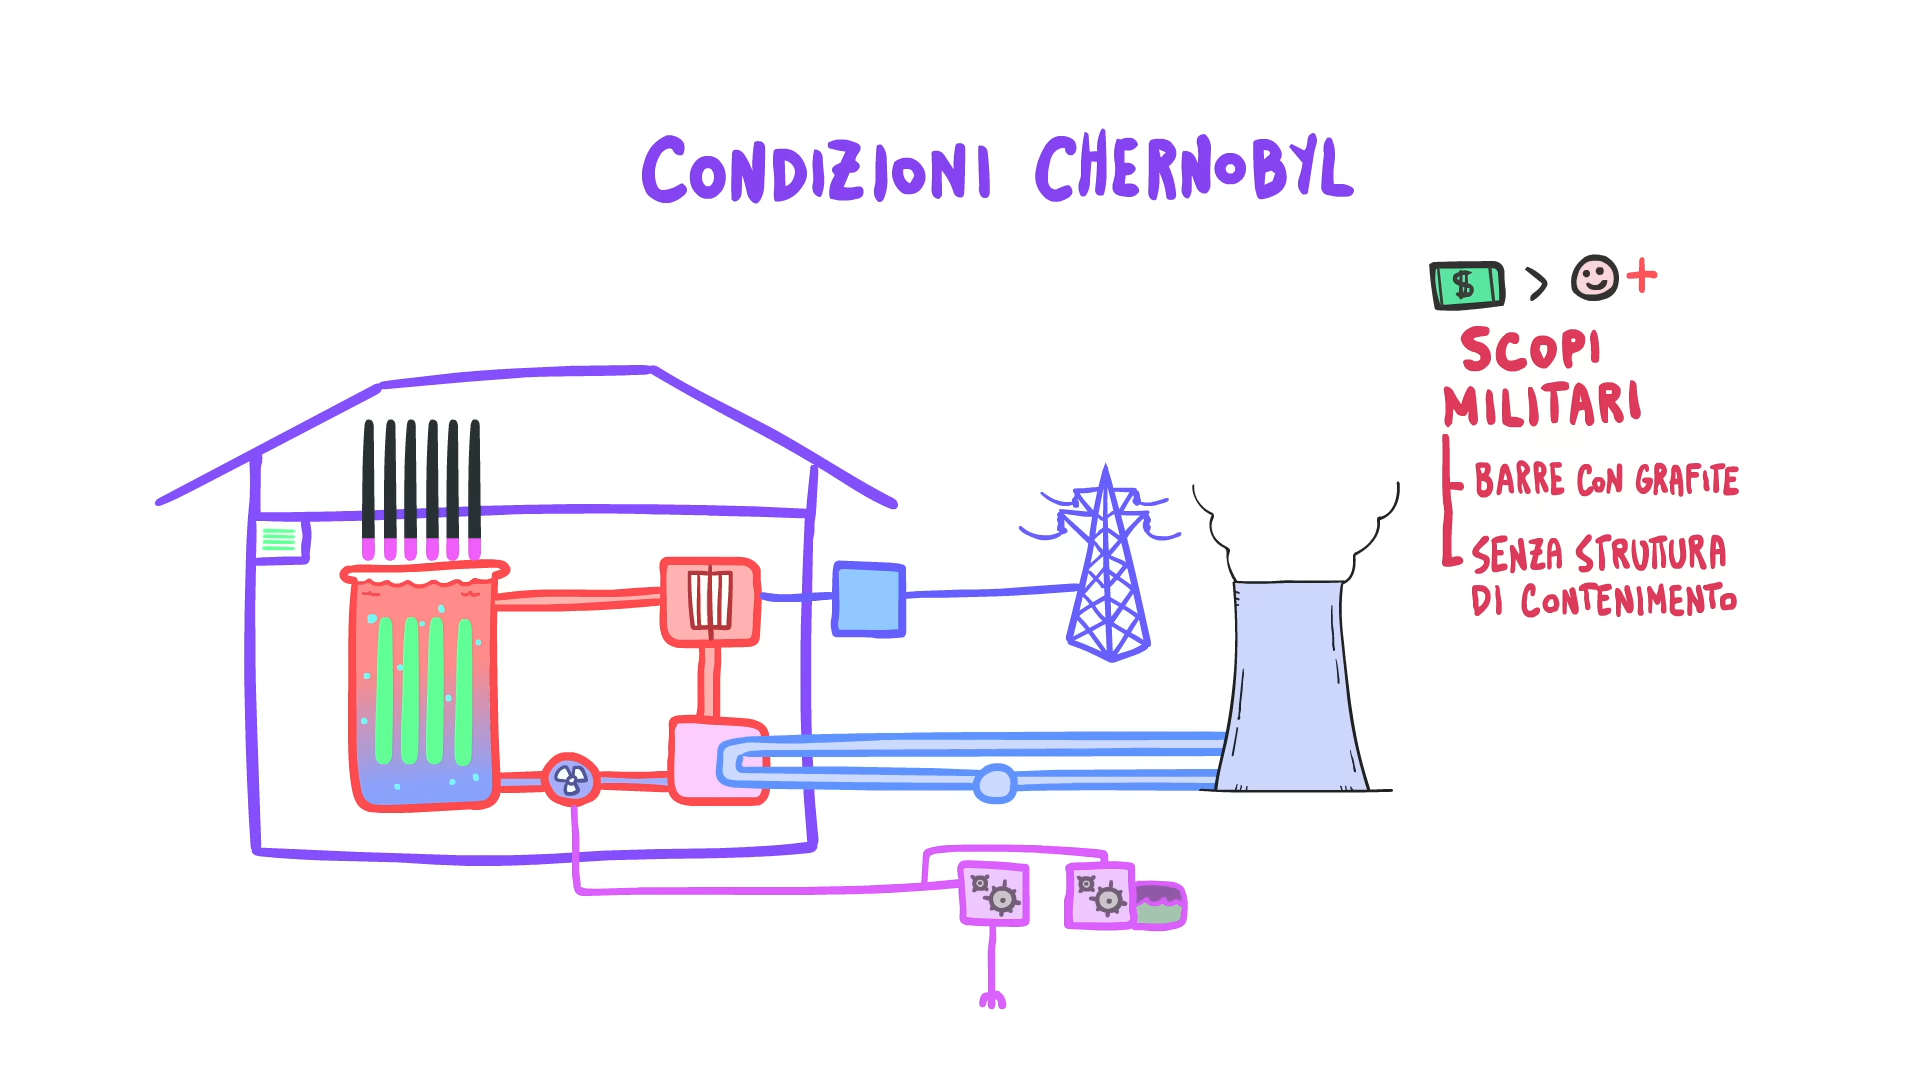 CONDIZIONI CHERNOBYL
$ > +
SCOPI
MILITARI
BARRE CON GRAFITE
SENZA STRUTTURA
DI CONTENIMENTO